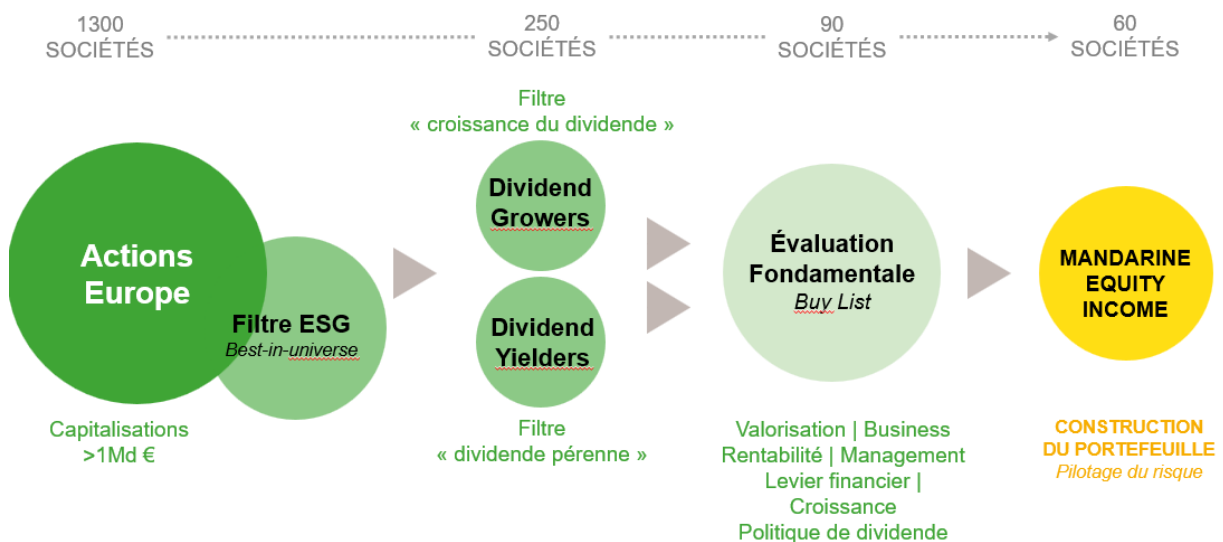 1300
SOCIÉTÉS
250
SOCIÉTÉS
90
SOCIÉTÉS
60
SOCIÉTÉS
Filtre
« croissance du dividende »
Actions
Europe
Filtre ESG
Best-in-universe
Capitalisations
>1Md €
Dividend
Growers
Dividend
Yielders
Filtre
« dividende pérenne »
Évaluation
Fondamentale
Buy List
Valorisation | Business
Rentabilité | Management
Levier financier |
Croissance
Politique de dividende
MANDARINE
EQUITY
INCOME
CONSTRUCTION
DU PORTEFEUILLE
Pilotage du risque